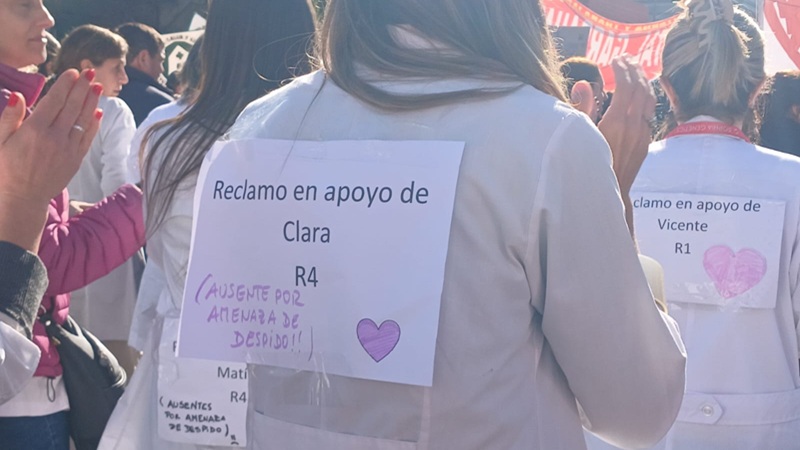 Reclamo en apoyo de
Clara
R4
(AUSENTE POR
AMENAZA DE
DESPIDO!!)
clamo en apoyo de
Vicente
R1
Matí
R4
(AUSENTES
POR AMENAZA
DE DESPIDO)